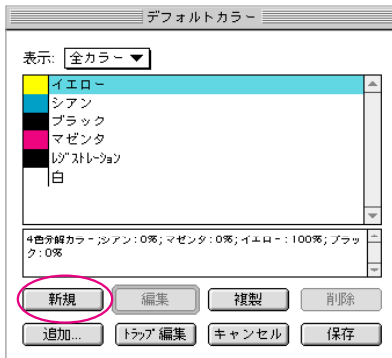 デフォルトカラー
表示: 全カラー
イエロー
シアン
ブラック
マゼンタ
ﾚｼﾞｽﾄﾚｰｼｮﾝ
白
4色分解カラー;シアン:0%;マゼンタ:0%;イエロー:100%;ブラッ
ク:0%
新規 編集 複製 削除
追加... ﾄﾗｯﾌﾟ編集 キャンセル 保存